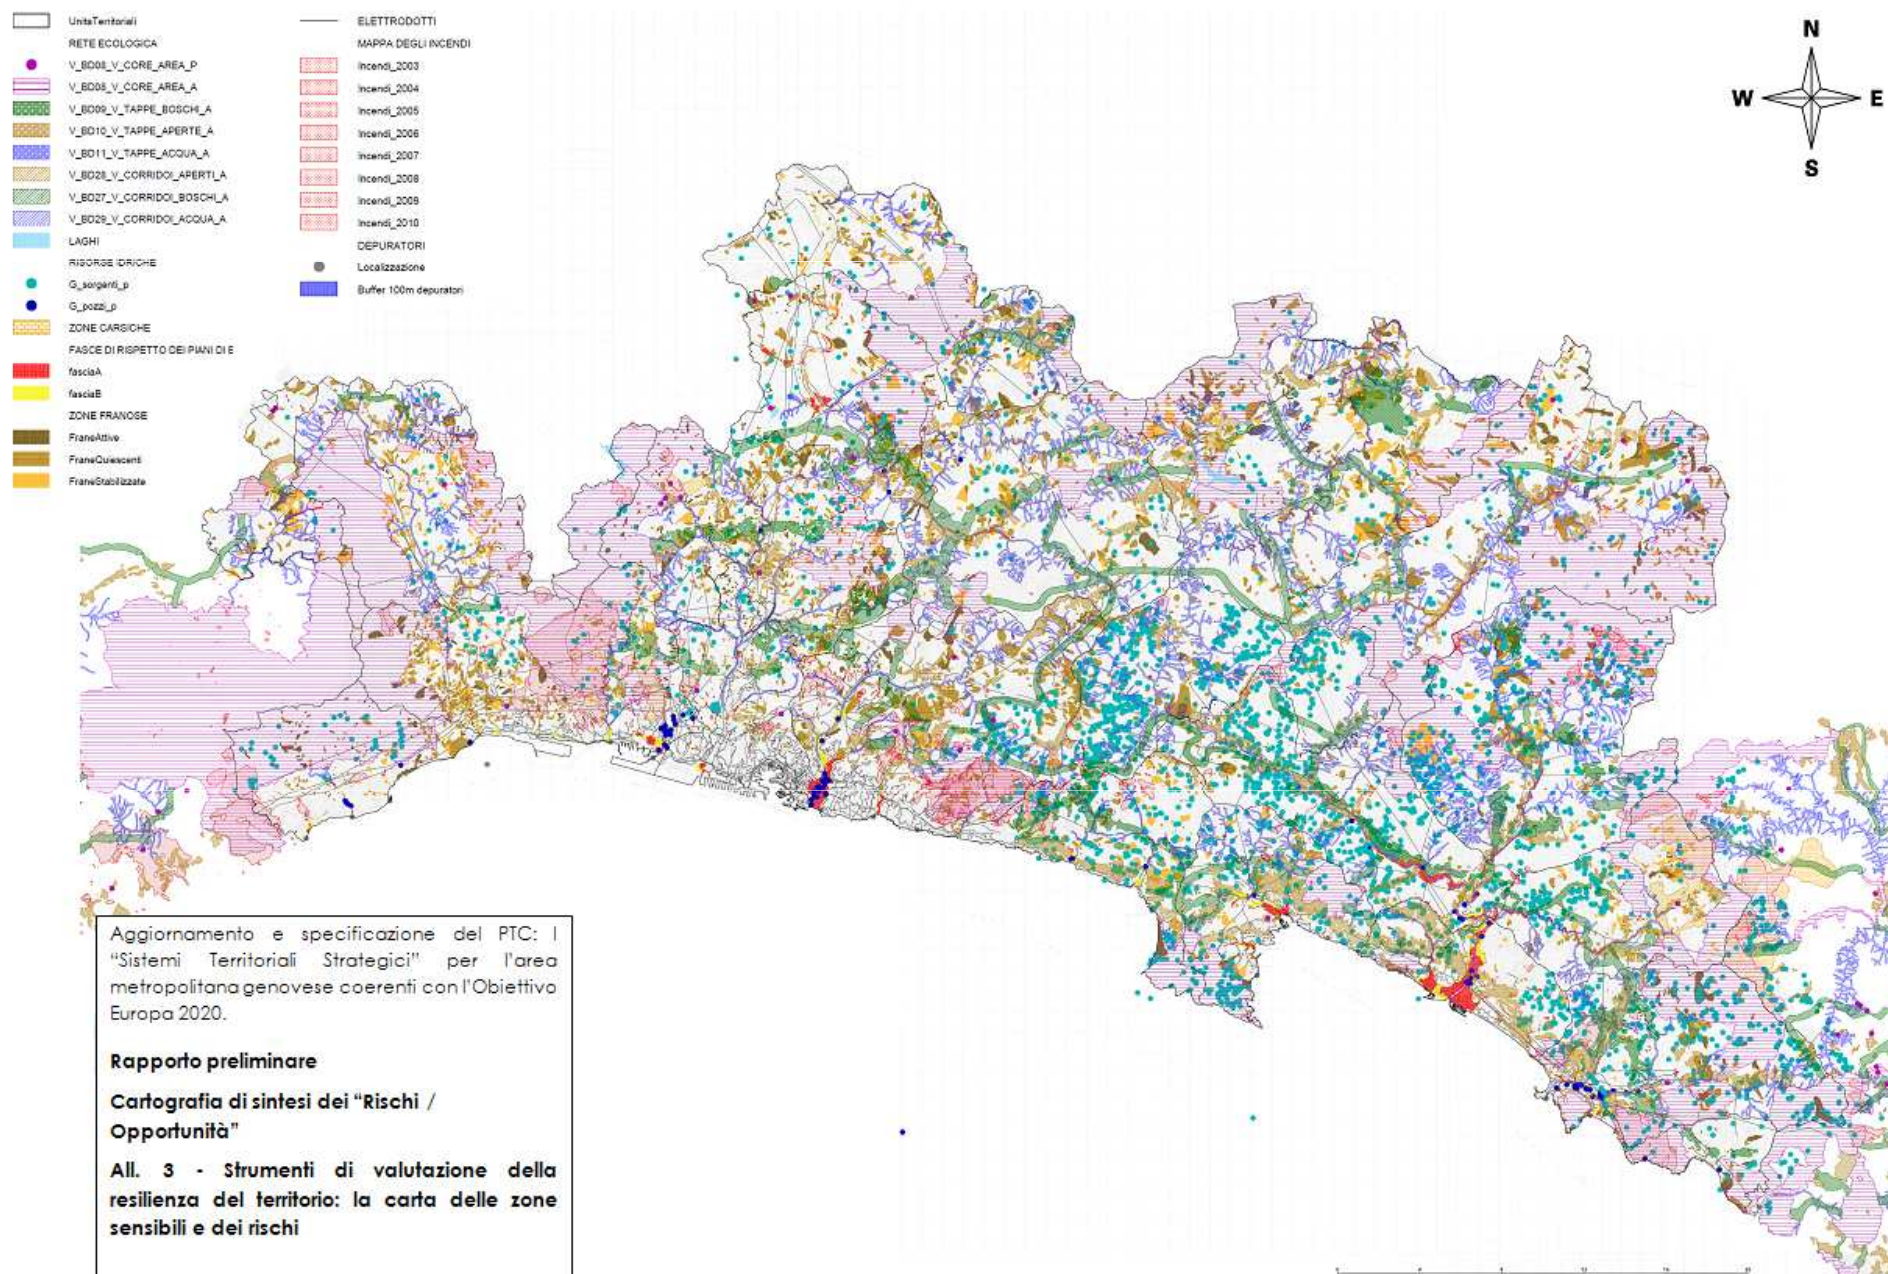 UnitaTerritoriali
RETE ECOLOGICA
V_BD08_V_CORE_AREA_P
V_BD08_V_CORE_AREA_A
V_BD09_V_TAPPE_BOSCHI_A
V_BD10_V_TAPPE_APERTE_A
V_BD11_V_TAPPE_ACQUA_A
V_BD28_V_CORRIDOI_APERTI_A
V_BD27_V_CORRIDOI_BOSCHI_A
V_BD29_V_CORRIDOI_ACQUA_A
LAGHI
RISORSE IDRICHE
G_sorgenti_p
G_pozzi_p
ZONE CARSICHE
FASCE DI RISPETTO DEI PIANI DI E
fasciaA
fasciaB
ZONE FRANOSE
FraneAttive
FraneQuiescenti
FraneStabilizzate
ELETTRODOTTI
MAPPA DEGLI INCENDI
Incendi_2003
Incendi_2004
Incendi_2005
Incendi_2006
Incendi_2007
Incendi_2008
Incendi_2009
Incendi_2010
DEPURATORI
Localizzazione
Buffer 100m depuratori
N
W E
S
Aggiornamento e specificazione del PTC: I
“Sistemi Territoriali Strategici” per l’area
metropolitana genovese coerenti con l’Obiettivo
Europa 2020.
Rapporto preliminare
Cartografia di sintesi dei “Rischi /
Opportunità”
All. 3 - Strumenti di valutazione della
resilienza del territorio: la carta delle zone
sensibili e dei rischi